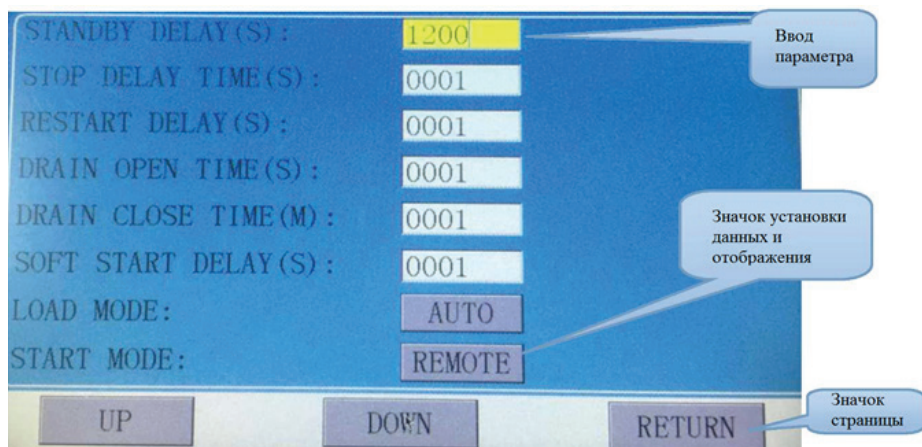 STANDBY DELAY(S): 1200
Ввод
параметра
STOP DELAY TIME(S): 0001
RESTART DELAY(S): 0001
DRAIN OPEN TIME(S): 0001
DRAIN CLOSE TIME(M): 0001
Значок установки
данных и
отображения
SOFT START DELAY(S): 0001
LOAD MODE: AUTO
START MODE: REMOTE
UP DOWN RETURN
Значок
страницы